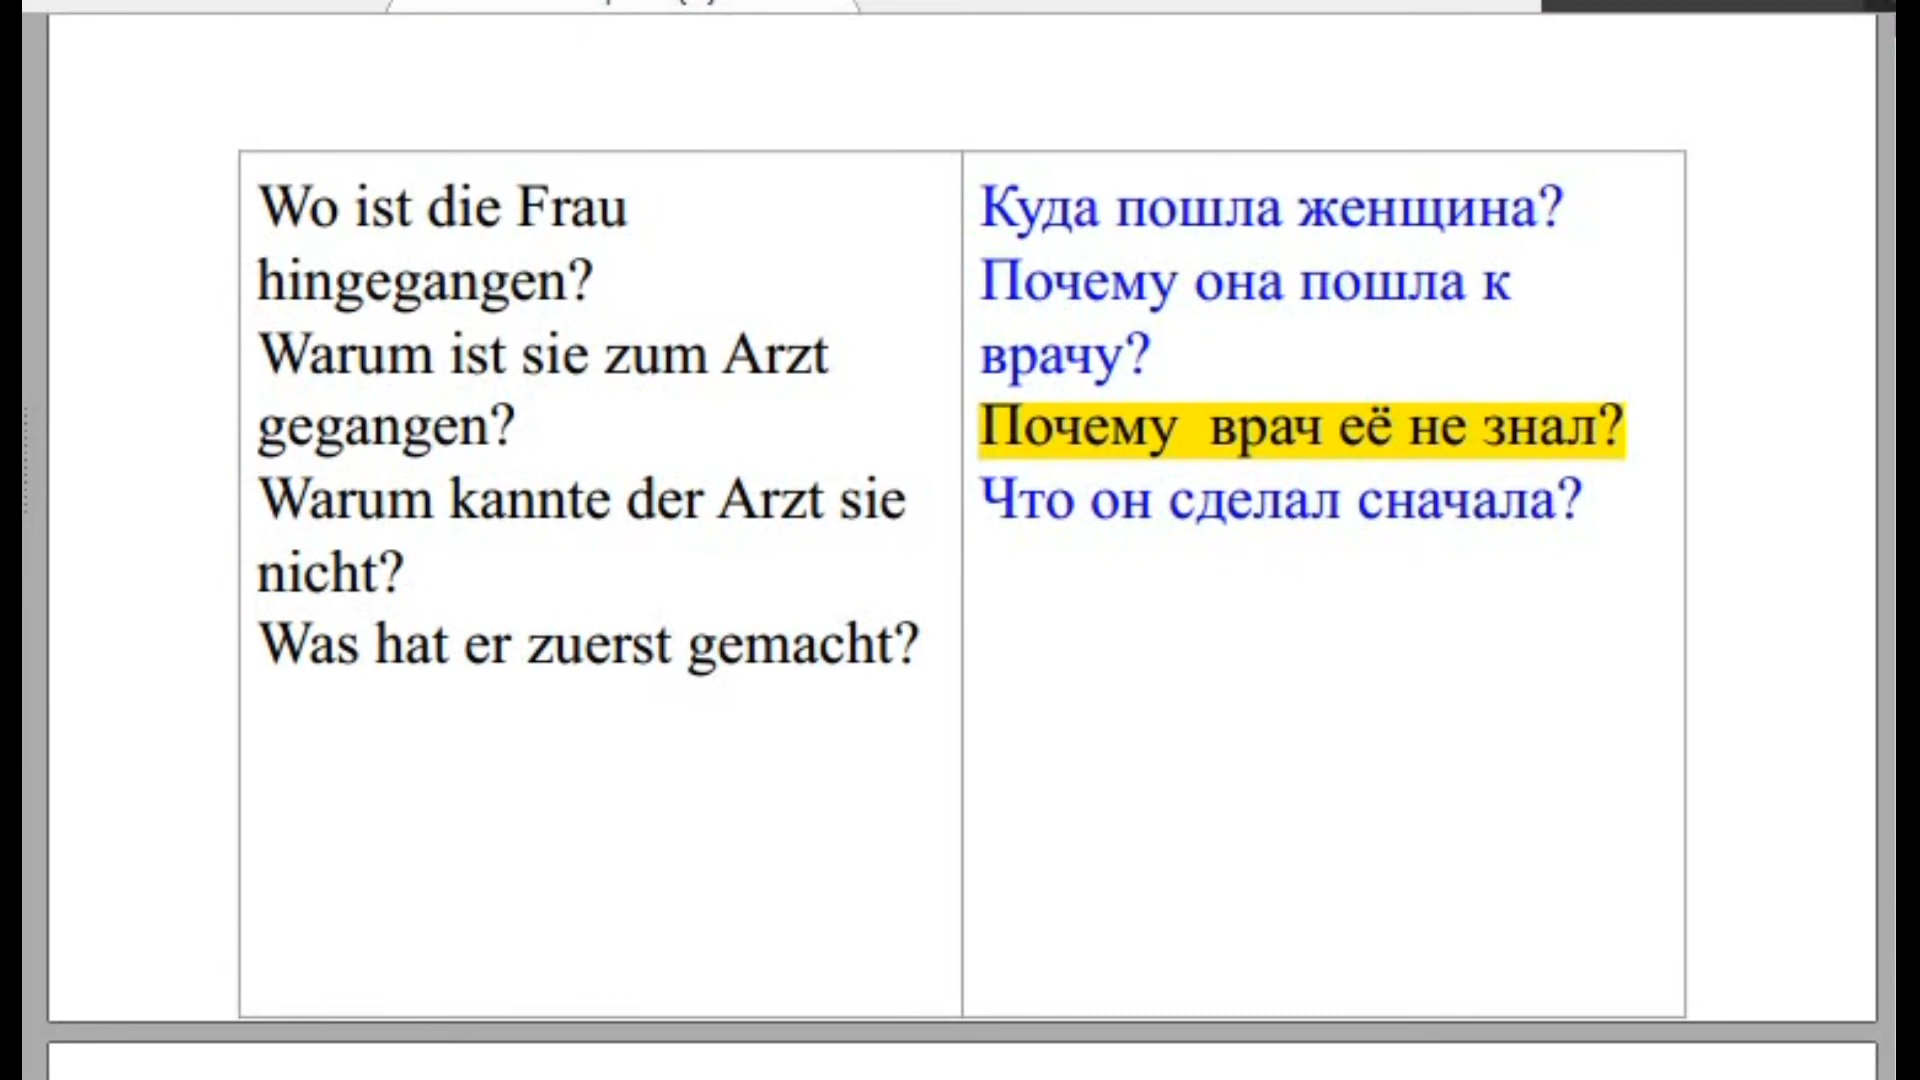 Wo ist die Frau
hingegangen?
Warum ist sie zum Arzt
gegangen?
Warum kannte der Arzt sie
nicht?
Was hat er zuerst gemacht?
Куда пошла женщина?
Почему она пошла к
врачу?
Почему  врач её не знал?
Что он сделал сначала?